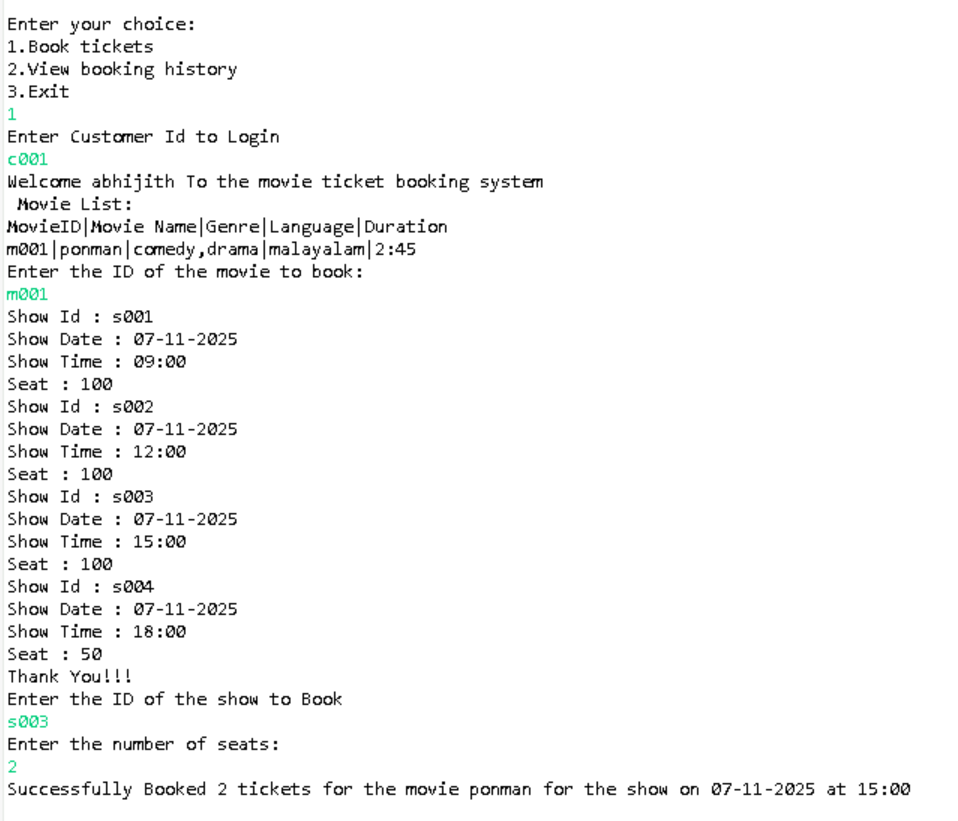 Enter your choice:
1.Book tickets
2.View booking history
3.Exit
1
Enter Customer Id to Login
c001
Welcome abhijith To the movie ticket booking system
Movie List:
MovieID|Movie Name|Genre|Language|Duration
m001|ponman|comedy,drama|malayalam|2:45
Enter the ID of the movie to book:
m001
Show Id : s001
Show Date : 07-11-2025
Show Time : 09:00
Seat : 100
Show Id : s002
Show Date : 07-11-2025
Show Time : 12:00
Seat : 100
Show Id : s003
Show Date : 07-11-2025
Show Time : 15:00
Seat : 100
Show Id : s004
Show Date : 07-11-2025
Show Time : 18:00
Seat : 50
Thank You!!!
Enter the ID of the show to Book
s003
Enter the number of seats:
2
Successfully Booked 2 tickets for the movie ponman for the show on 07-11-2025 at 15:00